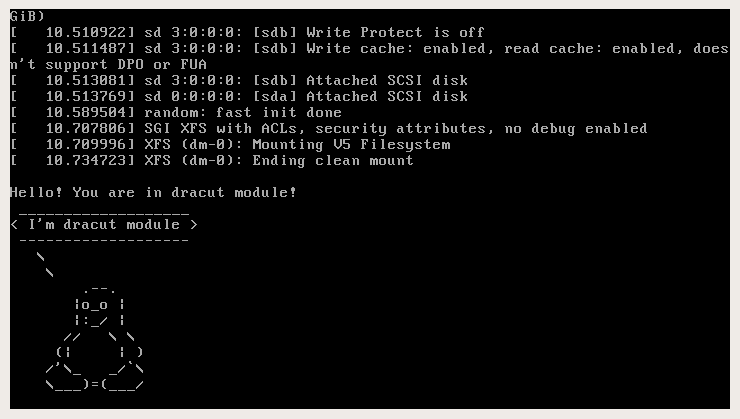 GiB)
[   10.510922] sd 3:0:0:0: [sdb] Write Protect is off
[   10.511487] sd 3:0:0:0: [sdb] Write cache: enabled, read cache: enabled, does
n't support DPO or FUA
[   10.513081] sd 3:0:0:0: [sdb] Attached SCSI disk
[   10.513769] sd 0:0:0:0: [sda] Attached SCSI disk
[   10.589504] random: fast init done
[   10.707806] SGI XFS with ACLs, security attributes, no debug enabled
[   10.709996] XFS (dm-0): Mounting V5 Filesystem
[   10.734723] XFS (dm-0): Ending clean mount

Hello! You are in dracut module!
 ___________________
< I'm dracut module >
 -------------------
   \
    \
        .--.
       |o_o |
       |:_/ |
      //   \ \
     (|     | )
    /'\_   _/`\
    \___)=(___/